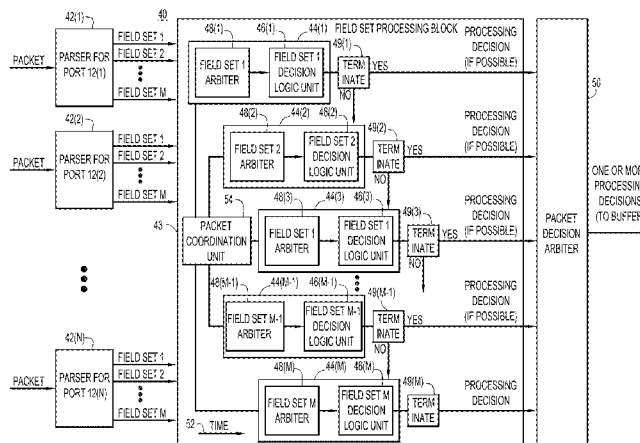 40
FIELD SET PROCESSING BLOCK
42(1)
PACKET
PARSER FOR
PORT 12(1)
FIELD SET 1
FIELD SET 2
FIELD SET M
48(1)
46(1)
44(1)
FIELD SET 1
ARBITER
FIELD SET 1
DECISION
LOGIC UNIT
49(1)
TERM
INATE
YES
NO
PROCESSING
DECISION
(IF POSSIBLE)
50
42(2)
PACKET
PARSER FOR
PORT 12(2)
FIELD SET 1
FIELD SET 2
FIELD SET M
48(2)
44(2)
46(2)
FIELD SET 2
ARBITER
FIELD SET 2
DECISION
LOGIC UNIT
49(2)
TERM
INATE
YES
NO
PROCESSING
DECISION
(IF POSSIBLE)
43
54
PACKET
COORDINATION
UNIT
48(3)
44(3)
46(3)
FIELD SET 1
ARBITER
FIELD SET 1
DECISION
LOGIC UNIT
49(3)
TERM
INATE
YES
NO
PROCESSING
DECISION
(IF POSSIBLE)
PACKET
DECISION
ARBITER
ONE OR MOR
PROCESSING
DECISIONS
(TO BUFFER
48(M-1)
44(M-1)
46(M-1)
FIELD SET M-1
ARBITER
FIELD SET M-1
DECISION
LOGIC UNIT
49(M-1)
TERM
INATE
YES
NO
PROCESSING
DECISION
(IF POSSIBLE)
42(N)
PACKET
PARSER FOR
PORT 12(N)
FIELD SET 1
FIELD SET 2
FIELD SET M
48(M)
44(M)
46(M)
FIELD SET M
ARBITER
FIELD SET M
DECISION
LOGIC UNIT
49(M)
TERM
INATE
PROCESSING
DECISION
52
TIME